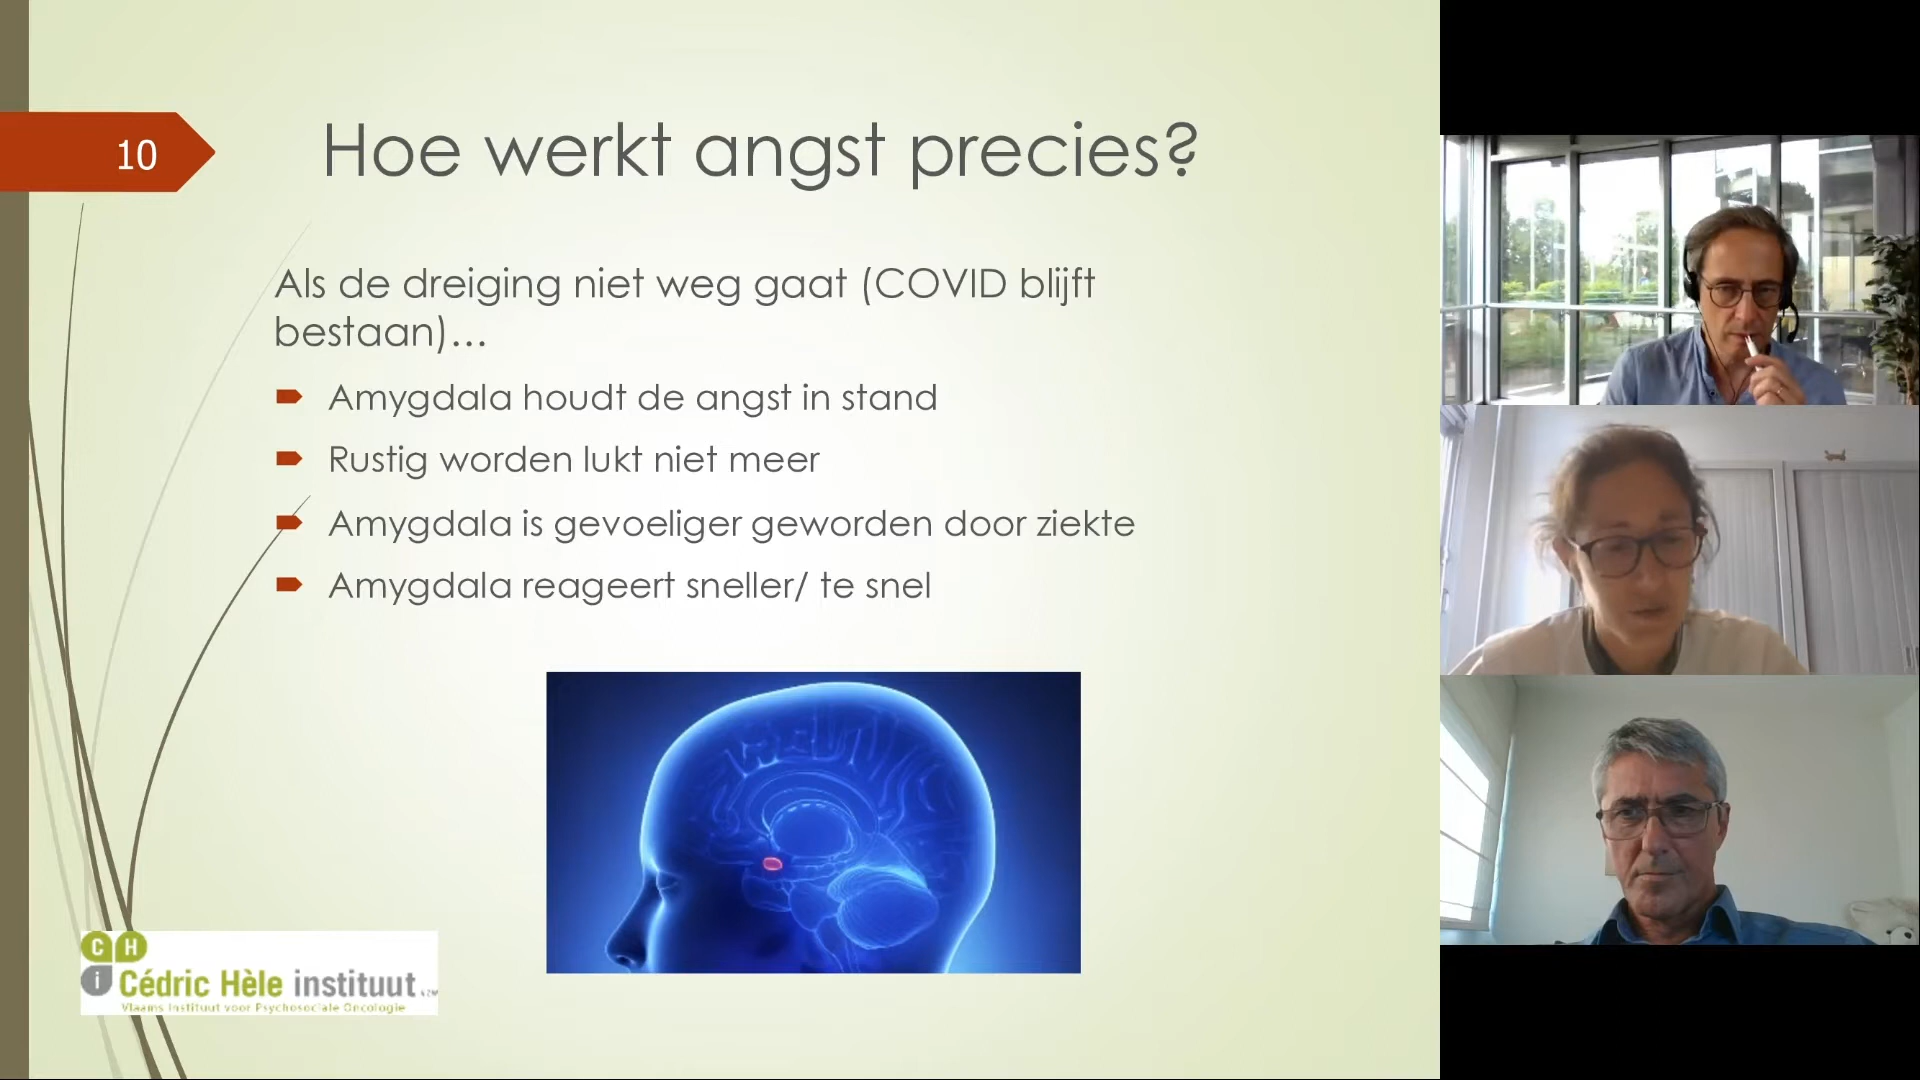 10
Hoe werkt angst precies?
Als de dreiging niet weg gaat (COVID blijft
bestaan)...
Amygdala houdt de angst in stand
Rustig worden lukt niet meer
Amygdala is gevoeliger geworden door ziekte
Amygdala reageert sneller/ te snel
C H
i Cédric Hèle instituut vzw
Vlaams Instituut voor Psychosociale Oncologie